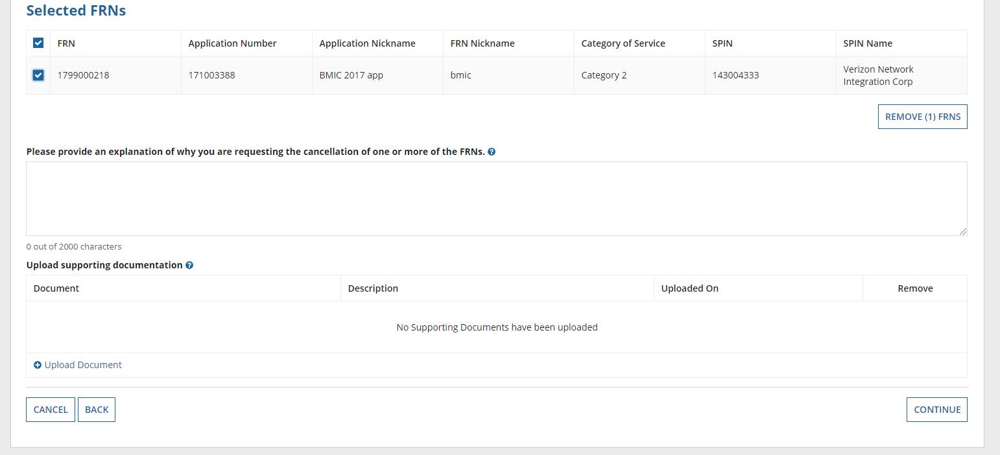 Selected FRNs
FRN Application Number Application Nickname FRN Nickname Category of Service SPIN SPIN Name
1799000218 171003388 BMIC 2017 app bmic Category 2 143004333 Verizon Network
Integration Corp
REMOVE (1) FRNS
Please provide an explanation of why you are requesting the cancellation of one or more of the FRNs. ?
0 out of 2000 characters
Upload supporting documentation ?
Document Description Uploaded On Remove
No Supporting Documents have been uploaded
Upload Document
CANCEL BACK CONTINUE